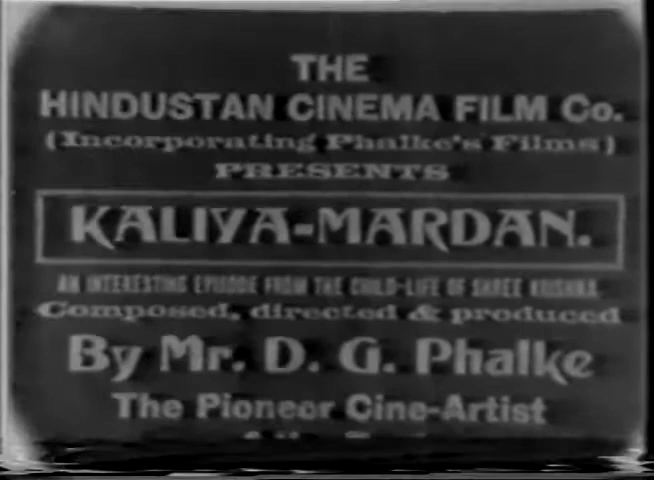 THE
HINDUSTAN CINEMA FILM Co.
(Incorporating Phalke's Films)
PRESENTS
KALIYA-MARDAN.
AN INTERESTING EPISODE FROM THE CHILD-LIFE OF SHREE KRISHNA.
Composed, directed & produced
By Mr. D. G. Phalke
The Pioneer Cine-Artist